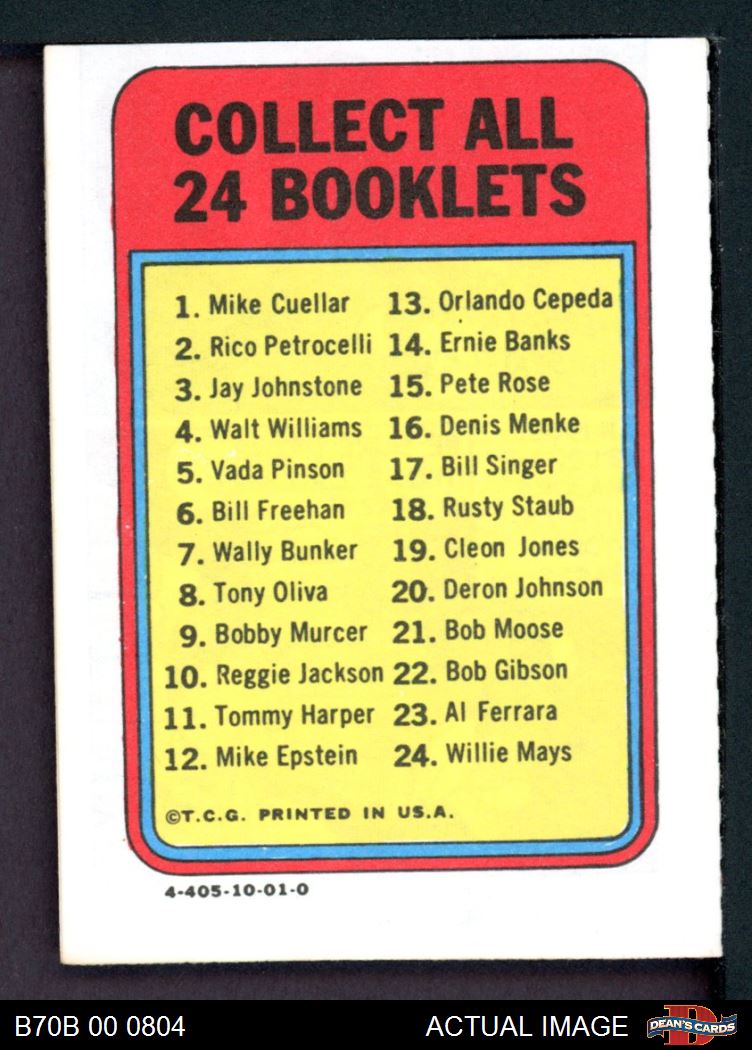 COLLECT ALL
24 BOOKLETS
1. Mike Cuellar
2. Rico Petrocelli
3. Jay Johnstone
4. Walt Williams
5. Vada Pinson
6. Bill Freehan
7. Wally Bunker
8. Tony Oliva
9. Bobby Murcer
10. Reggie Jackson
11. Tommy Harper
12. Mike Epstein
13. Orlando Cepeda
14. Ernie Banks
15. Pete Rose
16. Denis Menke
17. Bill Singer
18. Rusty Staub
19. Cleon Jones
20. Deron Johnson
21. Bob Moose
22. Bob Gibson
23. Al Ferrara
24. Willie Mays
©T.C.G. PRINTED IN U.S.A.
4-405-10-01-0
B70B 00 0804
ACTUAL IMAGE
D
DEAN'S CARDS